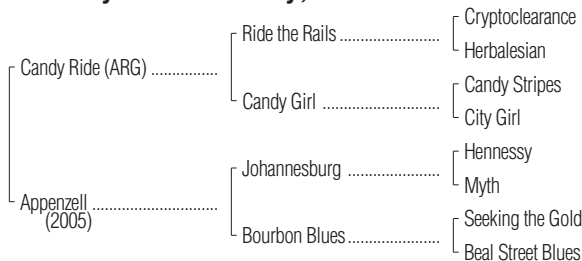 Cryptoclearance
Ride the Rails
Herbalesian
Candy Ride (ARG)
Candy Stripes
Candy Girl
City Girl
Hennessy
Johannesburg
Myth
Appenzell
(2005)
Seeking the Gold
Bourbon Blues
Beal Street Blues